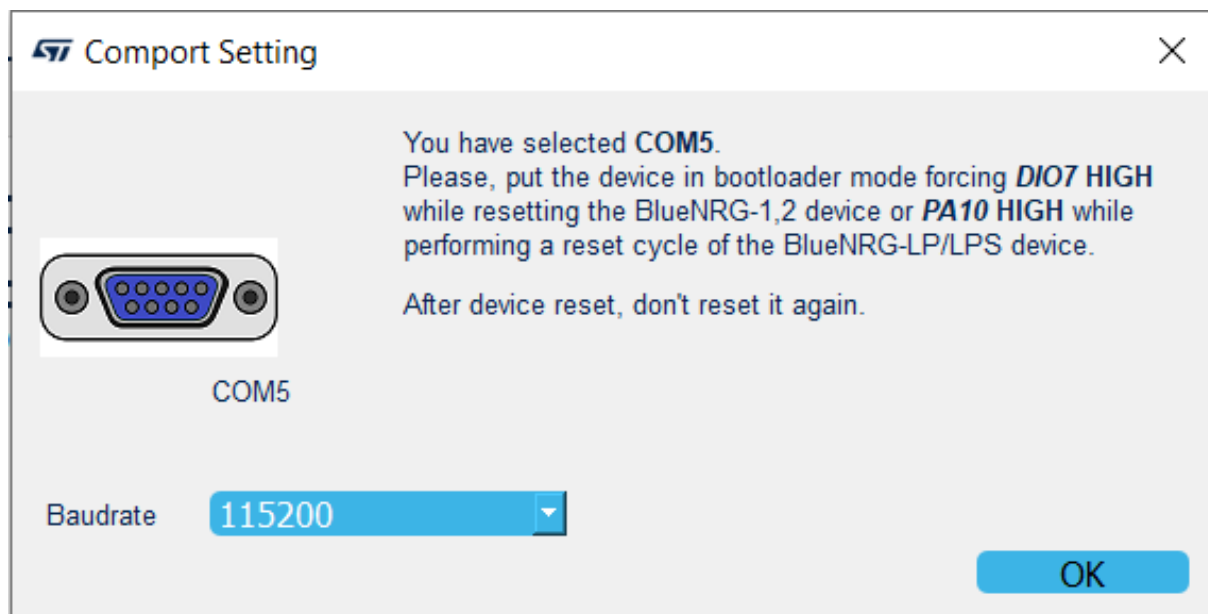 ST Comport Setting
You have selected COM5.
Please, put the device in bootloader mode forcing DIO7 HIGH
while resetting the BlueNRG-1,2 device or PA10 HIGH while
performing a reset cycle of the BlueNRG-LP/LPS device.
After device reset, don't reset it again.
COM5
Baudrate 115200
OK